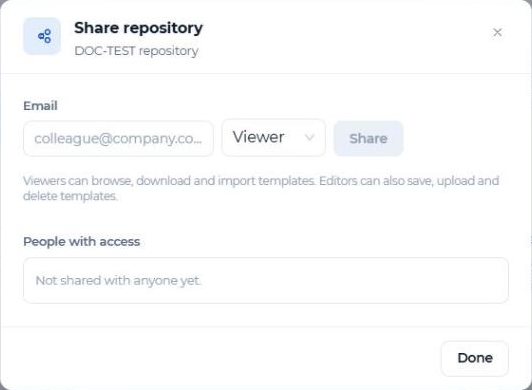 Share repository
DOC-TEST repository
Email
colleague@company.co...
Viewer
Share
Viewers can browse, download and import templates. Editors can also save, upload and
delete templates.
People with access
Not shared with anyone yet.
Done